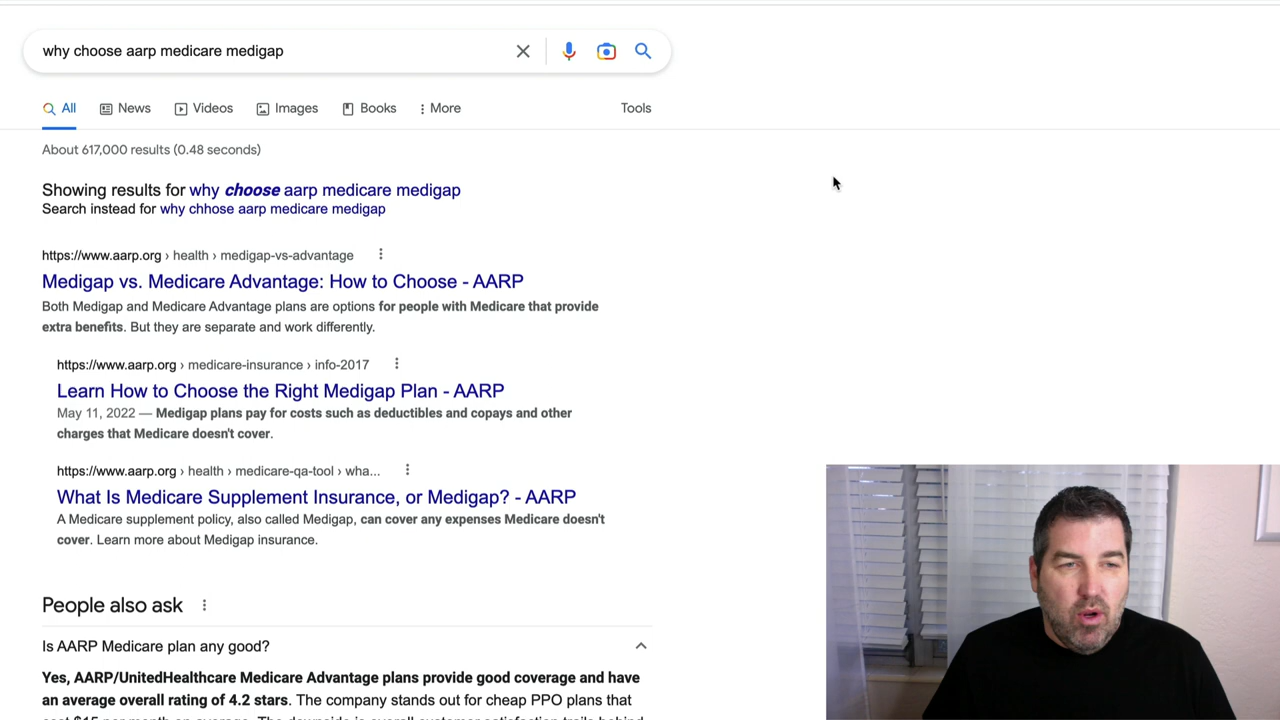 why choose aarp medicare medigap
All News Videos Images Books More Tools
About 617,000 results (0.48 seconds)
Showing results for why choose aarp medicare medigap
Search instead for why chhose aarp medicare medigap
https://www.aarp.org › health › medigap-vs-advantage
Medigap vs. Medicare Advantage: How to Choose - AARP
Both Medigap and Medicare Advantage plans are options for people with Medicare that provide
extra benefits. But they are separate and work differently.
https://www.aarp.org › medicare-insurance › info-2017
Learn How to Choose the Right Medigap Plan - AARP
May 11, 2022 — Medigap plans pay for costs such as deductibles and copays and other
charges that Medicare doesn't cover.
https://www.aarp.org › health › medicare-qa-tool › wha...
What Is Medicare Supplement Insurance, or Medigap? - AARP
A Medicare supplement policy, also called Medigap, can cover any expenses Medicare doesn't
cover. Learn more about Medigap insurance.
People also ask
Is AARP Medicare plan any good?
Yes, AARP/UnitedHealthcare Medicare Advantage plans provide good coverage and have
an average overall rating of 4.2 stars. The company stands out for cheap PPO plans that